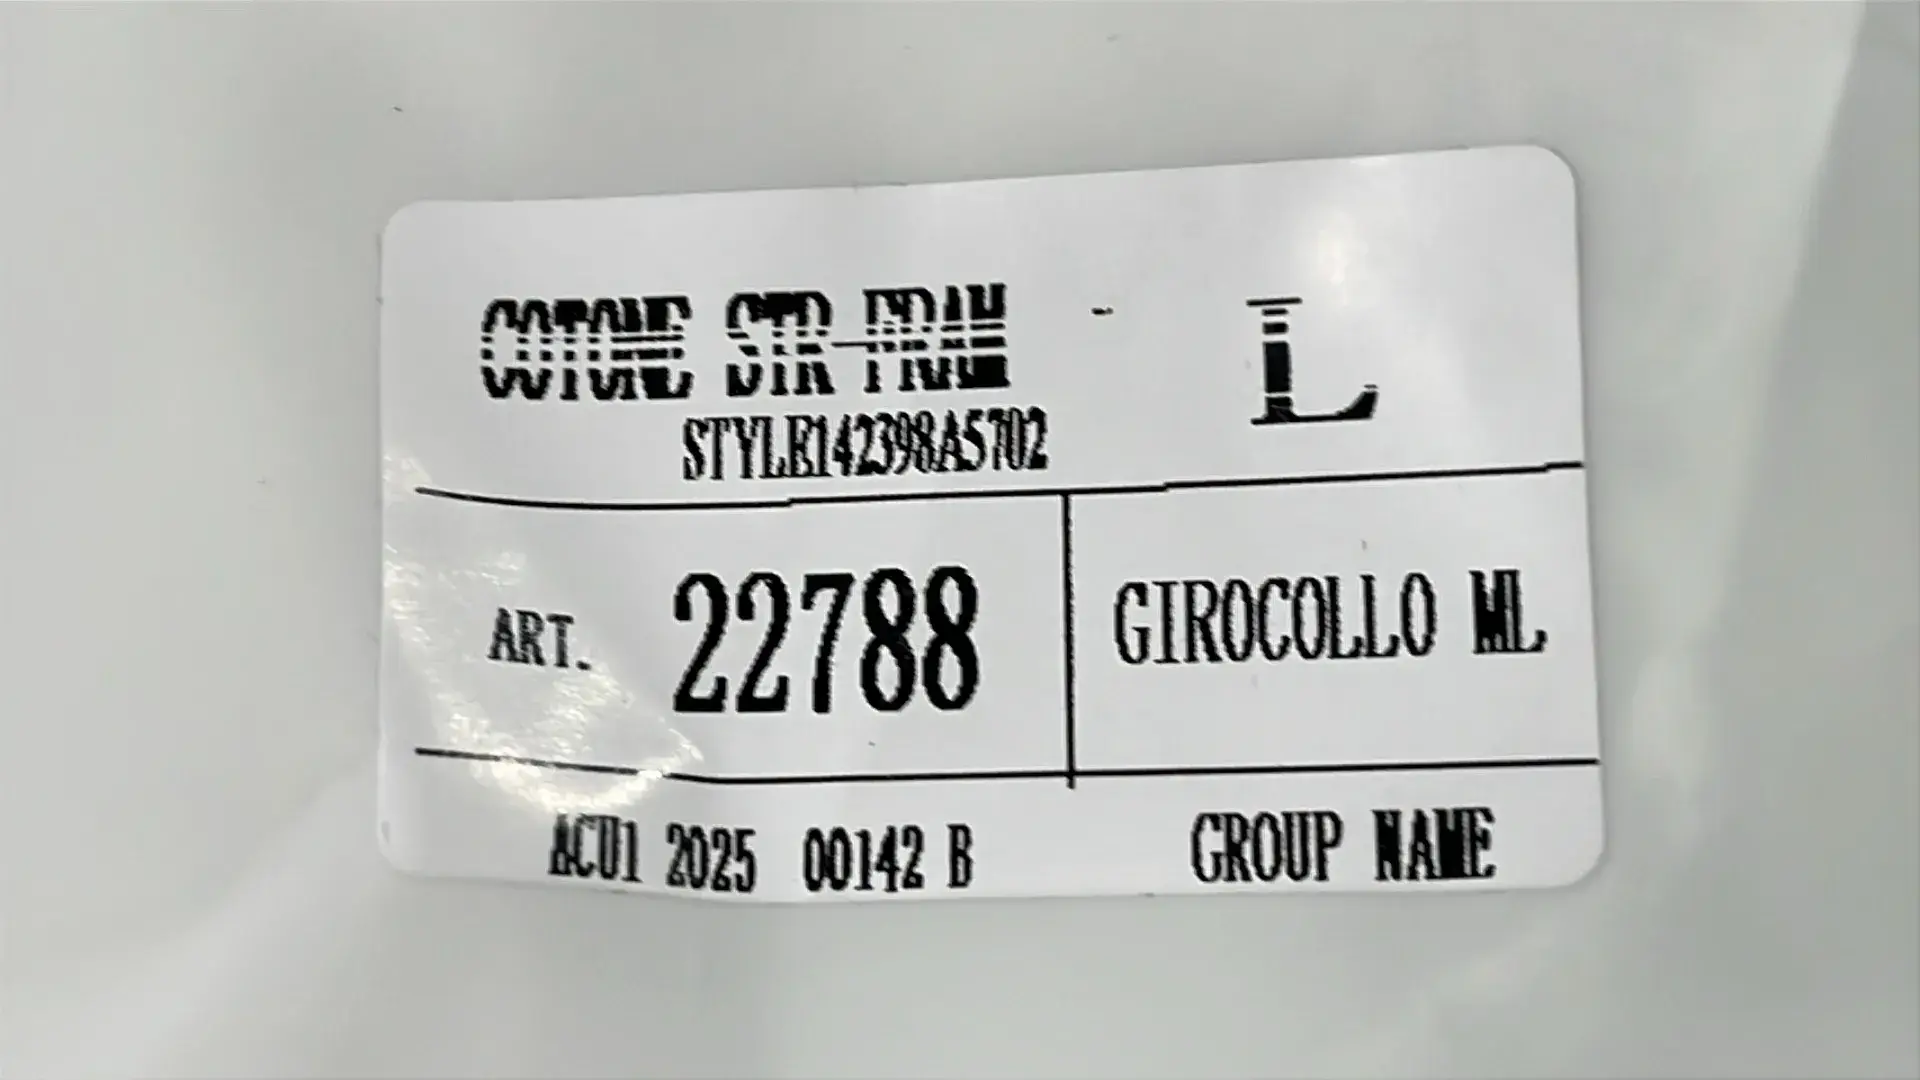 COTONE STR-FRAM - L
STYLE142398A5702
ART. 22788 GIROCOLLO ML
ACU1 2025 00142 B GROUP NAME